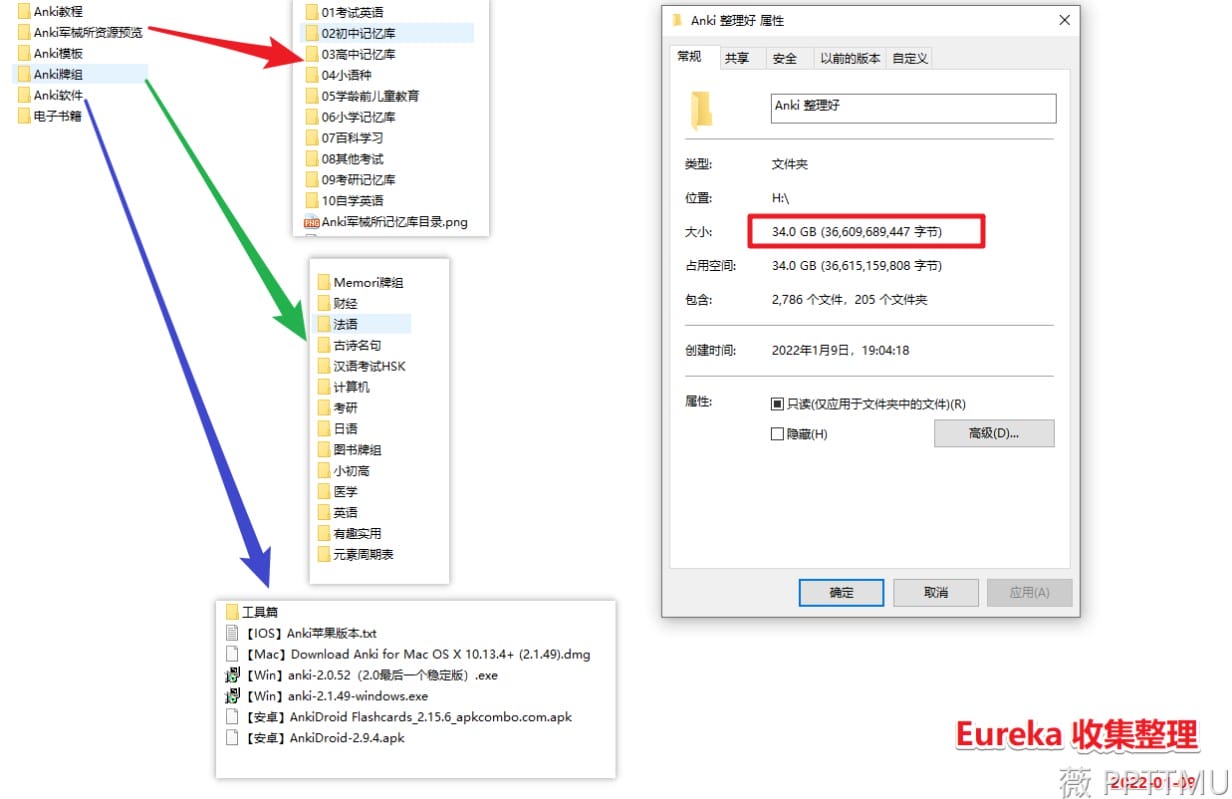 Anki教程
Anki军械所资源预览
Anki模板
Anki牌组
Anki软件
电子书籍
01考试英语
02初中记忆库
03高中记忆库
04小语种
05学龄前儿童教育
06小学记忆库
07百科学习
08其他考试
09考研记忆库
10自学英语
Anki军械所记忆库目录.png
Memori牌组
财经
法语
古诗名句
汉语考试HSK
计算机
考研
日语
图书牌组
小初高
医学
英语
有趣实用
元素周期表
工具篇
【IOS】Anki苹果版本.txt
【Mac】Download Anki for Mac OS X 10.13.4+ (2.1.49).dmg
【Win】anki-2.0.52（2.0最后一个稳定版）.exe
【Win】anki-2.1.49-windows.exe
【安卓】AnkiDroid Flashcards_2.15.6_apkcombo.com.apk
【安卓】AnkiDroid-2.9.4.apk
Anki 整理好 属性
常规 共享 安全 以前的版本 自定义
Anki 整理好
类型: 文件夹
位置: H:\
大小: 34.0 GB (36,609,689,447 字节)
占用空间: 34.0 GB (36,615,159,808 字节)
包含: 2,786 个文件，205 个文件夹
创建时间: 2022年1月9日，19:04:18
属性: 只读(仅应用于文件夹中的文件)(R)
隐藏(H) 高级(D)...
确定 取消 应用(A)
Eureka 收集整理
2022-01-09
薇 PPTTMU